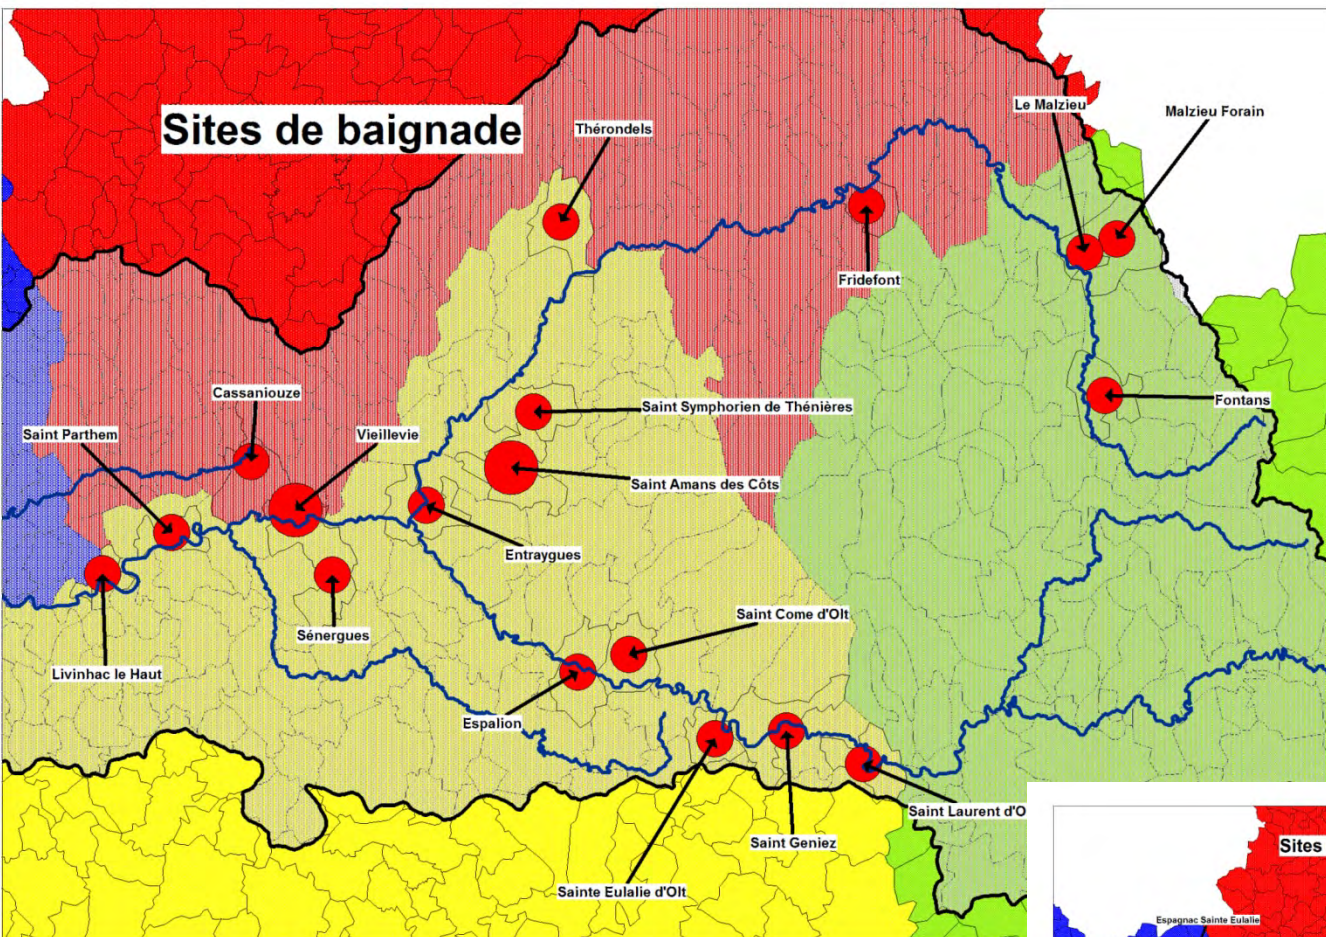 Sites de baignade
Thérondels
Le Malzieu
Malzieu Forain
Fridefont
Cassaniouze
Saint Symphorien de Thénières
Fontans
Saint Parthem
Vieillevie
Saint Amans des Côts
Entraygues
Saint Come d'Olt
Sénergues
Livinhac le Haut
Espalion
Saint Laurent d'O
Saint Geniez
Sites
Sainte Eulalie d'Olt
Espagnac Sainte Eulalie